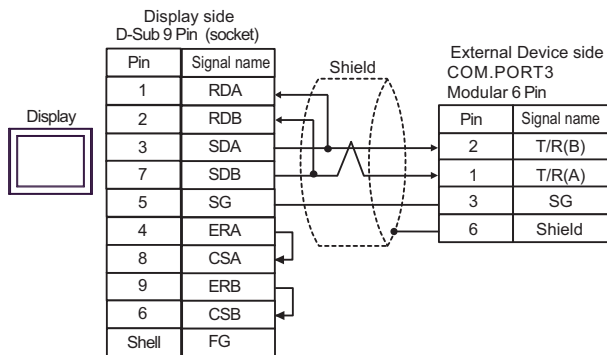 Display side
D-Sub 9 Pin (socket)
Pin Signal name
1 RDA
2 RDB
3 SDA
7 SDB
5 SG
4 ERA
8 CSA
9 ERB
6 CSB
Shell FG
Display
Shield
External Device side
COM.PORT3
Modular 6 Pin
Pin Signal name
2 T/R(B)
1 T/R(A)
3 SG
6 Shield